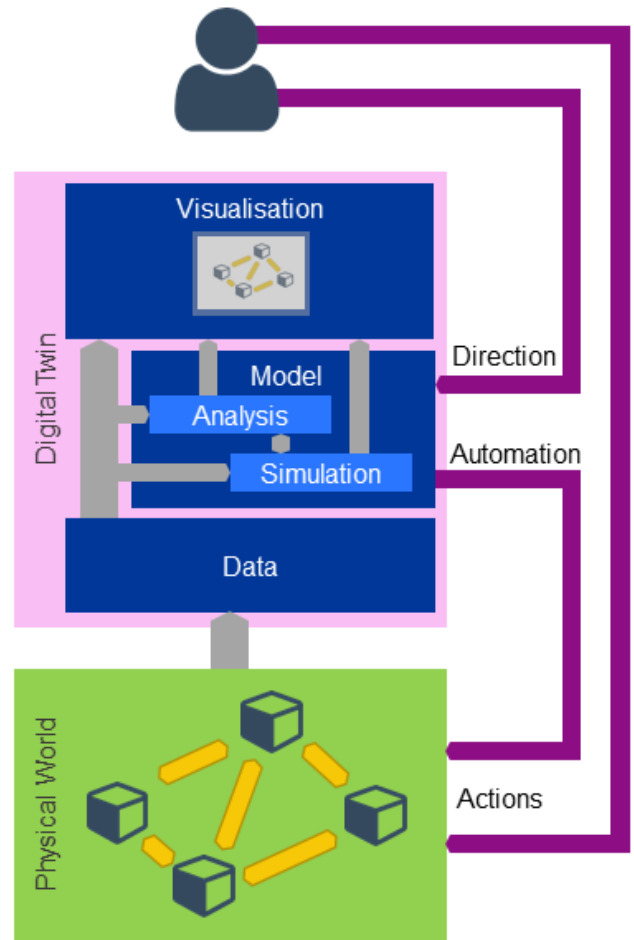 Visualisation
Digital Twin
Direction
Model
Analysis
Automation
Simulation
Data
Physical World
Actions